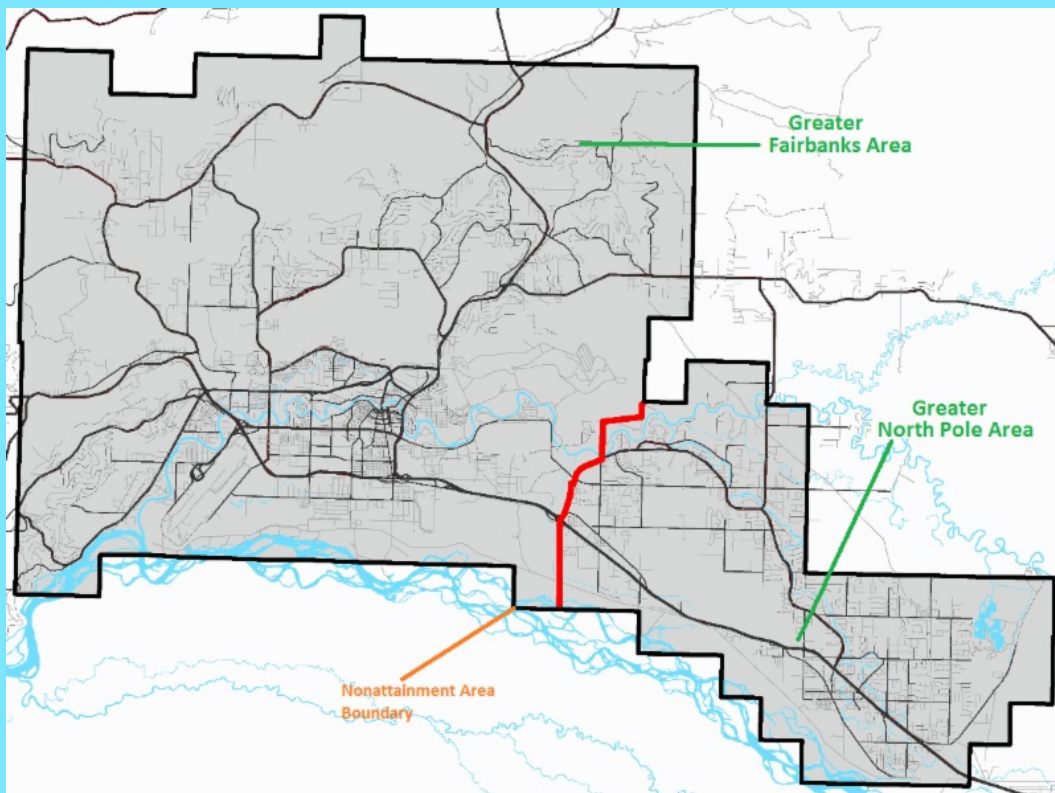 Greater
Fairbanks Area
Greater
North Pole Area
Nonattainment Area
Boundary